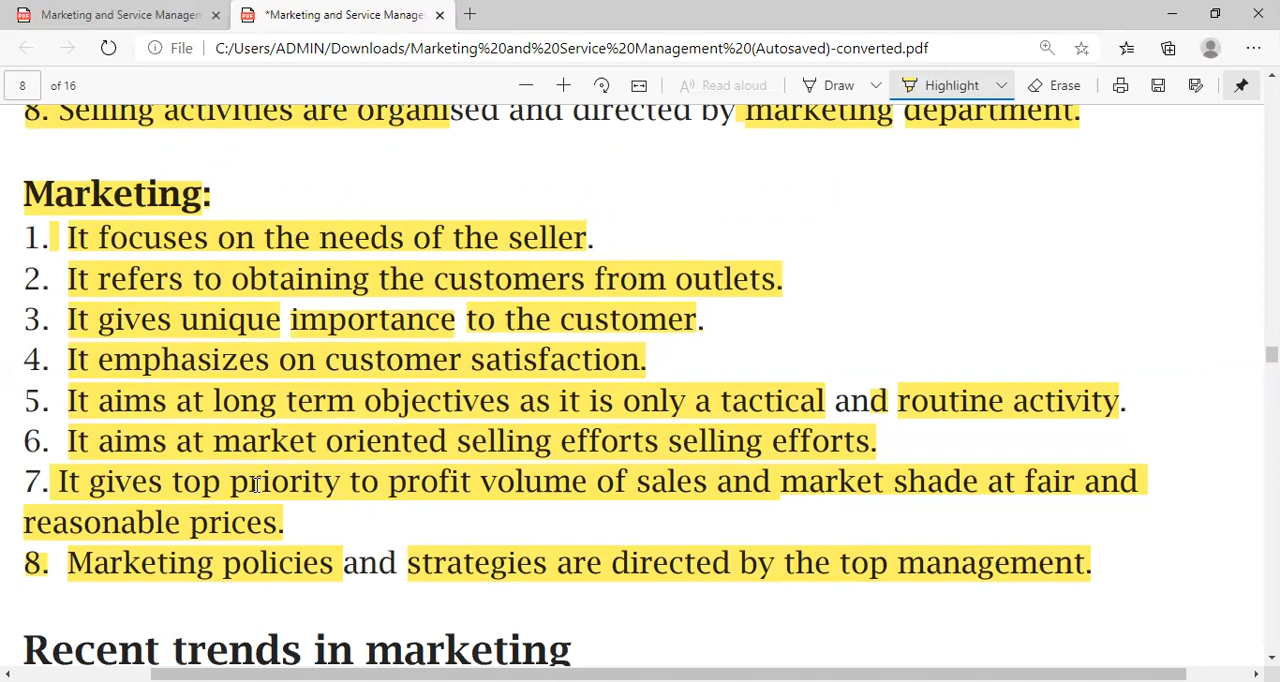 Marketing and Service Managem
*Marketing and Service Manage
File C:/Users/ADMIN/Downloads/Marketing%20and%20Service%20Management%20(Autosaved)-converted.pdf
8 of 16 Read aloud Draw Highlight Erase
8. Selling activities are organised and directed by marketing department.
Marketing:
1. It focuses on the needs of the seller.
2. It refers to obtaining the customers from outlets.
3. It gives unique importance to the customer.
4. It emphasizes on customer satisfaction.
5. It aims at long term objectives as it is only a tactical and routine activity.
6. It aims at market oriented selling efforts selling efforts.
7. It gives top priority to profit volume of sales and market shade at fair and
reasonable prices.
8. Marketing policies and strategies are directed by the top management.
Recent trends in marketing